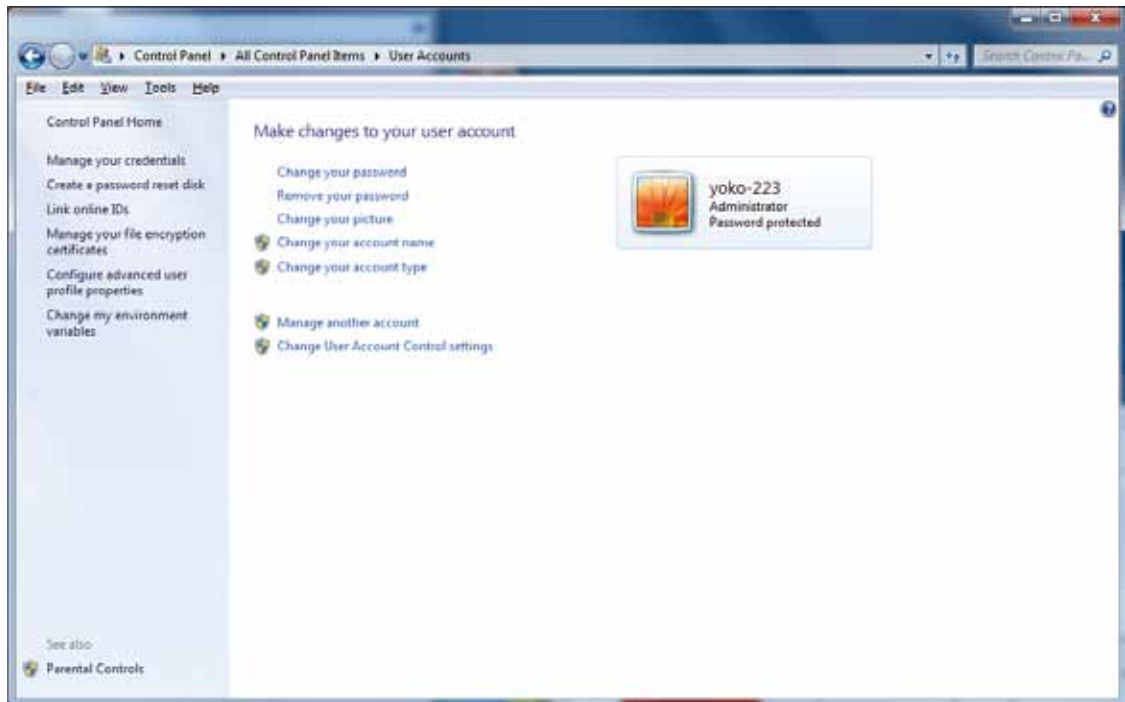 Control Panel ▸ All Control Panel Items ▸ User Accounts
Search Control Pa...
File Edit View Tools Help
Control Panel Home
Manage your credentials
Create a password reset disk
Link online IDs
Manage your file encryption
certificates
Configure advanced user
profile properties
Change my environment
variables
See also
Parental Controls
Make changes to your user account
Change your password
Remove your password
Change your picture
Change your account name
Change your account type
Manage another account
Change User Account Control settings
yoko-223
Administrator
Password protected